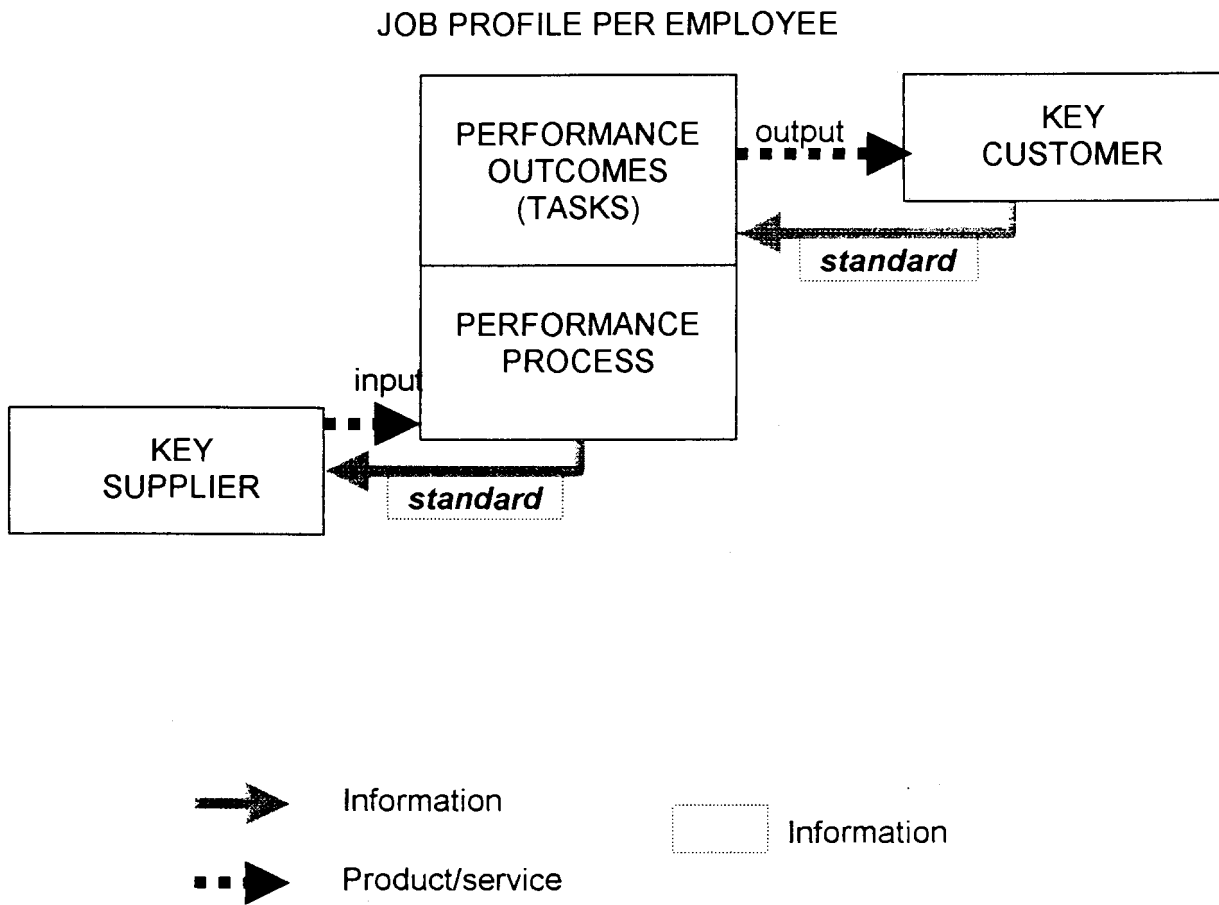 JOB PROFILE PER EMPLOYEE
PERFORMANCE
OUTCOMES
(TASKS)
output
KEY
CUSTOMER
standard
PERFORMANCE
PROCESS
input
KEY
SUPPLIER
standard
Information
Information
Product/service